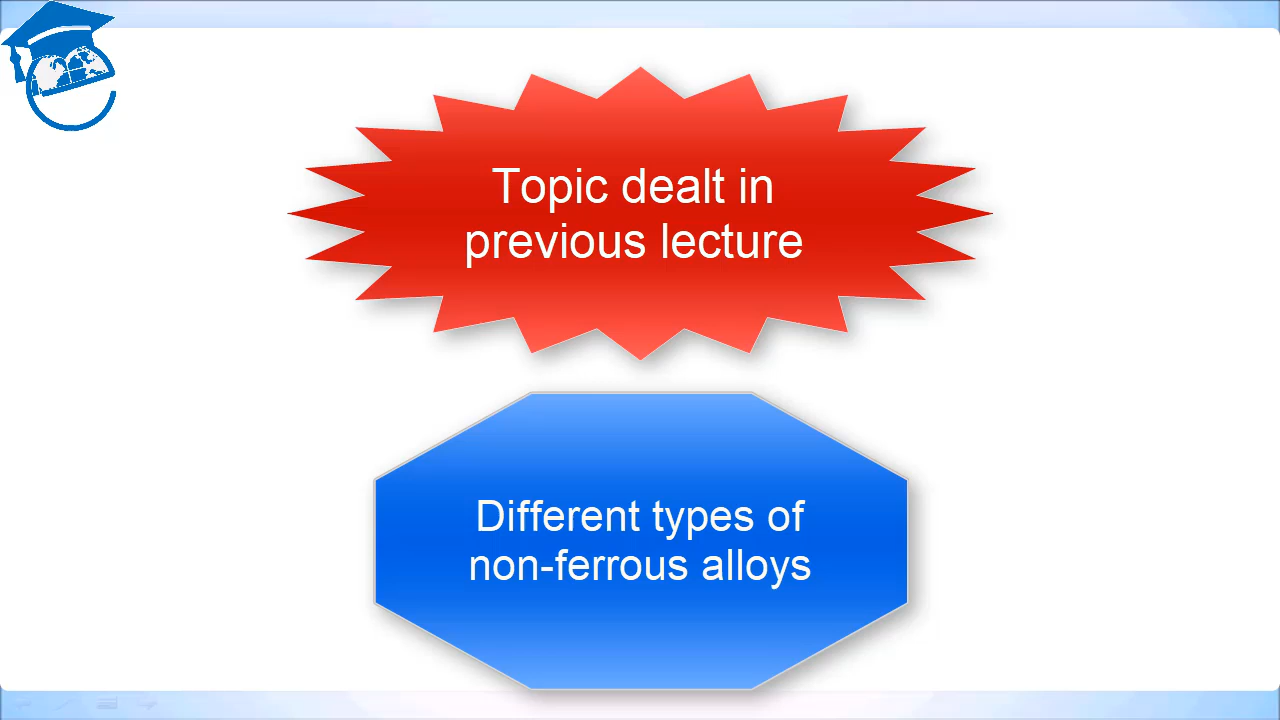 Topic dealt in
previous lecture
Different types of
non-ferrous alloys